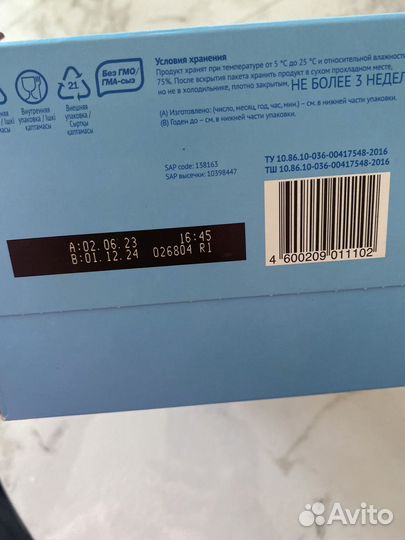 Условия хранения
Продукт хранят при температуре от 5 °С до 25 °С и относительной влажности
75%. После вскрытия пакета хранить продукт в сухом прохладном месте,
но не в холодильнике, плотно закрытым, НЕ БОЛЕЕ 3 НЕДЕЛ
(A) Изготовлено: (число, месяц, год, час, мин.) – см. в нижней части упаковки.
(B) Годен до – см. в нижней части упаковки.
Без ГМО/
ГМА-сыз
21
Внутренняя
упаковка / Ішкі
қаптамасы
Внешняя
упаковка /
Сыртқы
қаптамасы
SAP code: 138163
SAP высечки: 10398447
ТУ 10.86.10-036-00417548-2016
ТШ 10.86.10-036-00417548-2016
A:02.06.23 16:45
B:01.12.24 026804 R1
4 600209 011102
Avito